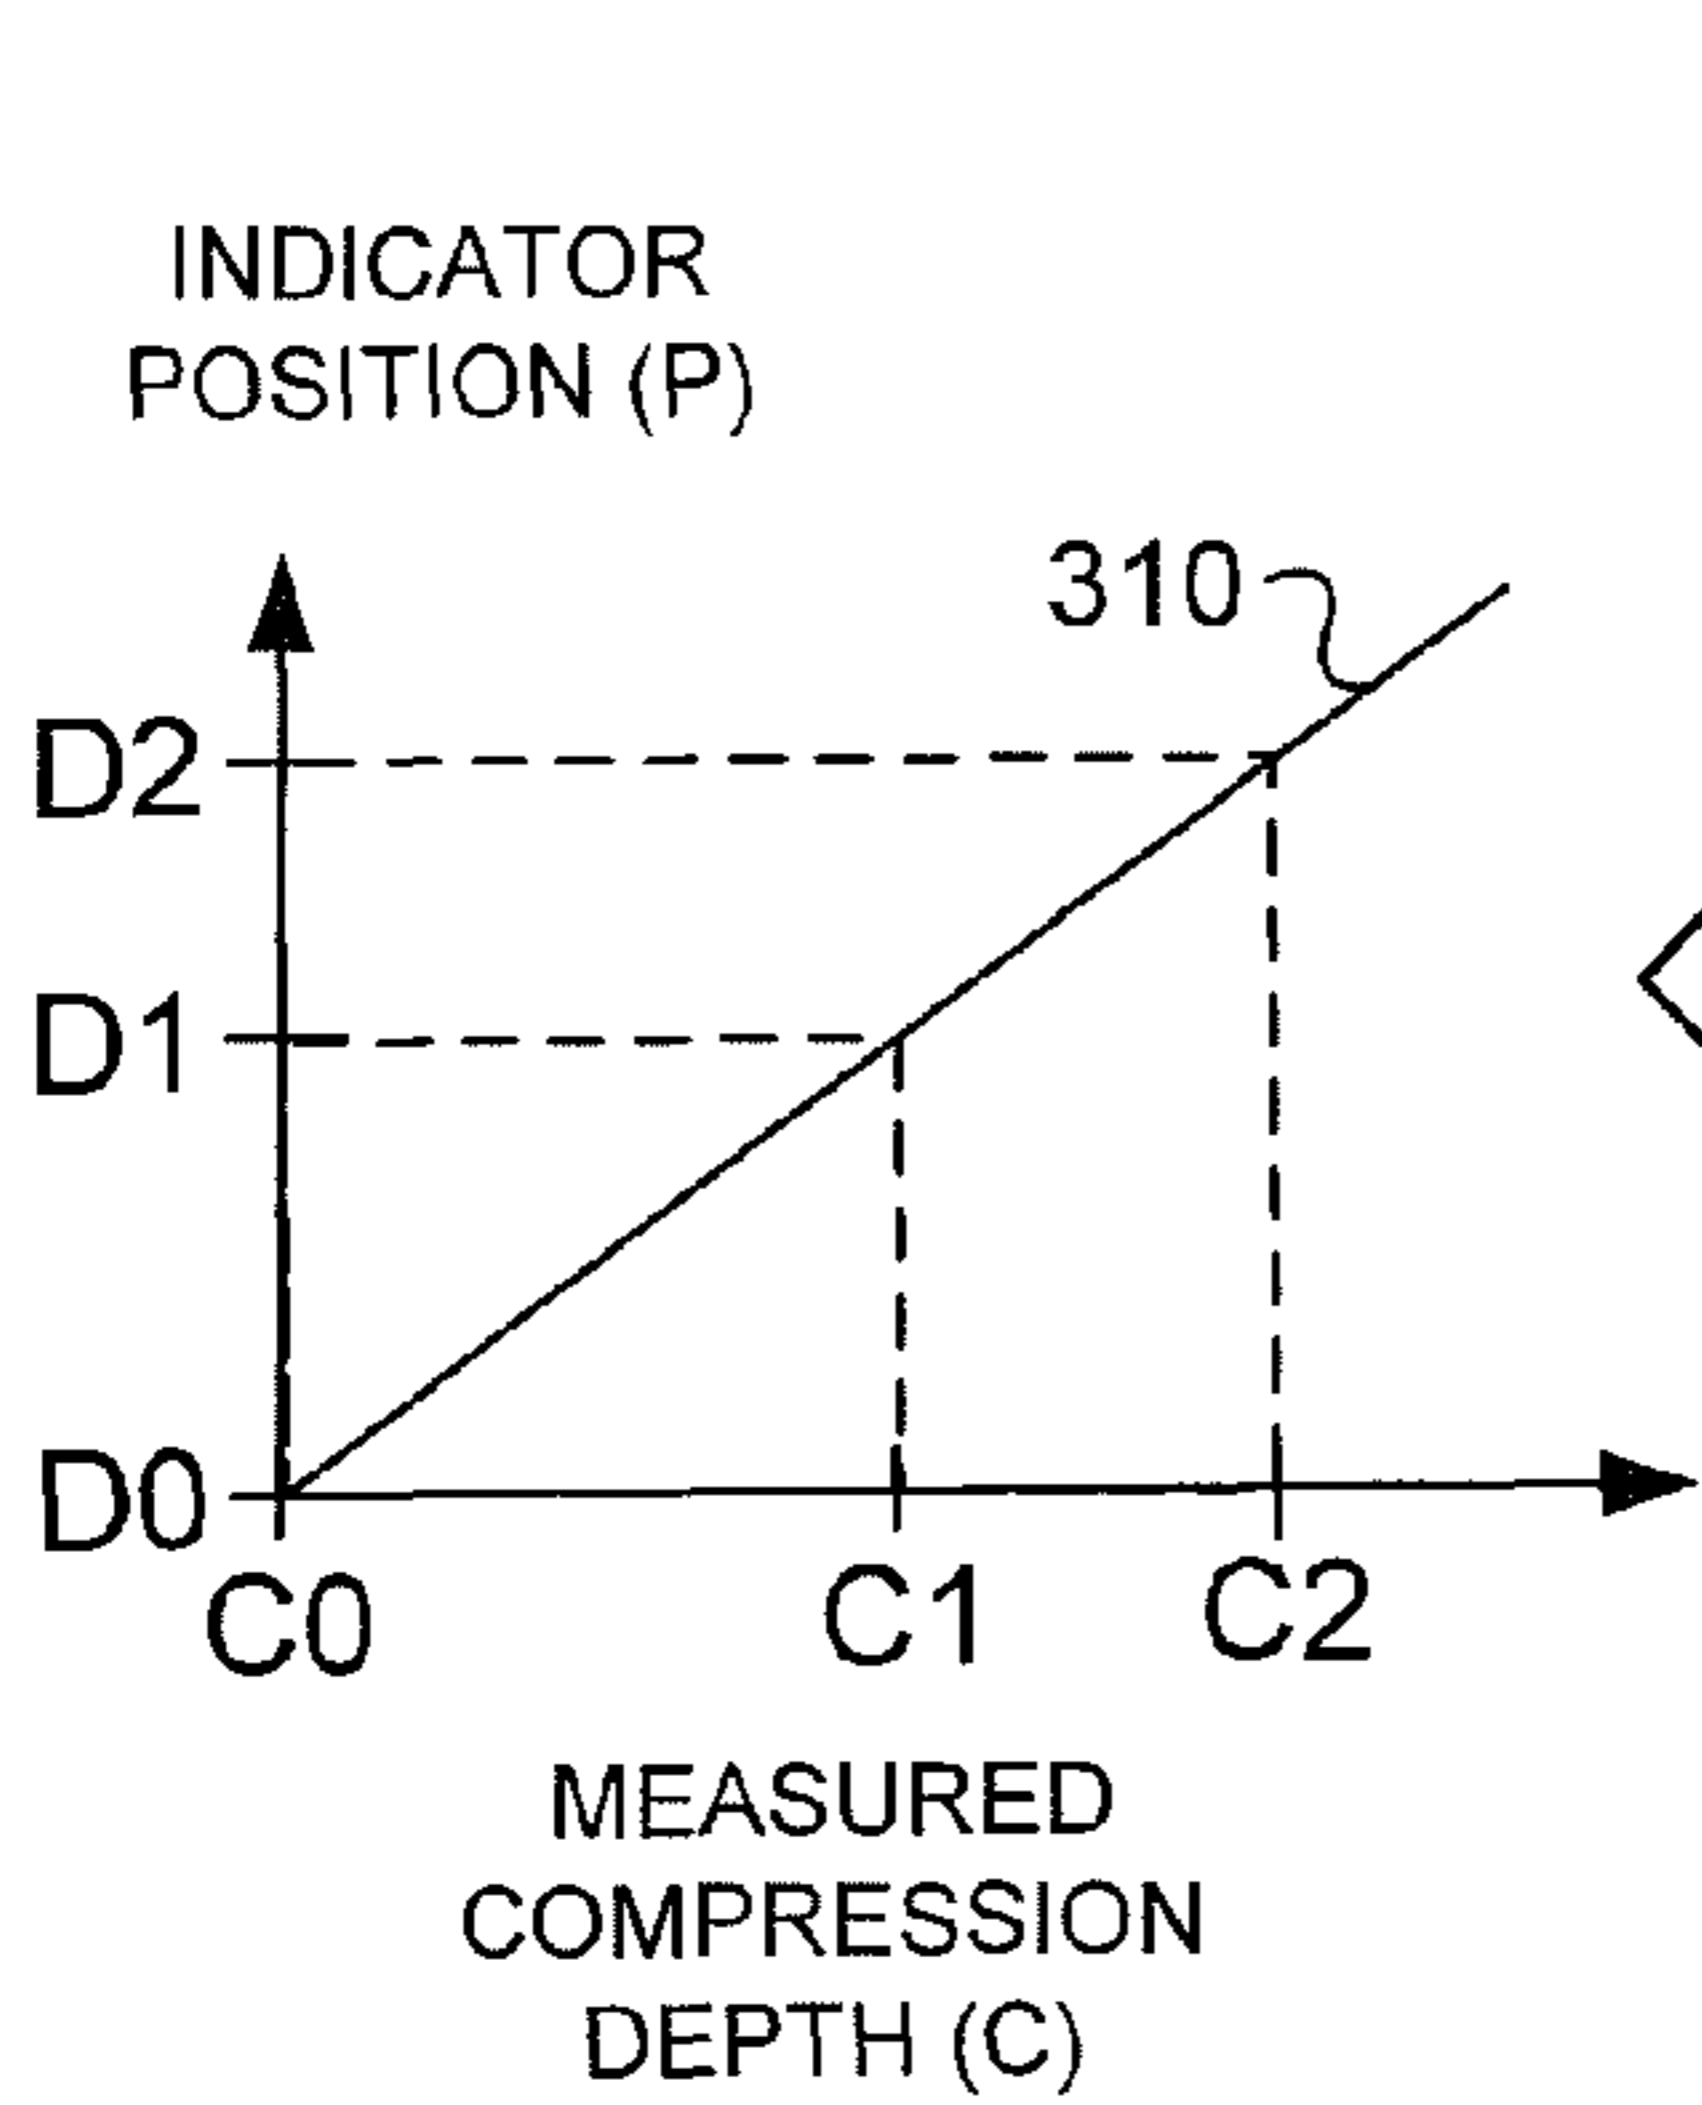 INDICATOR
POSITION (P)
310
D2
D1
D0
C0 C1 C2
MEASURED
COMPRESSION
DEPTH (C)